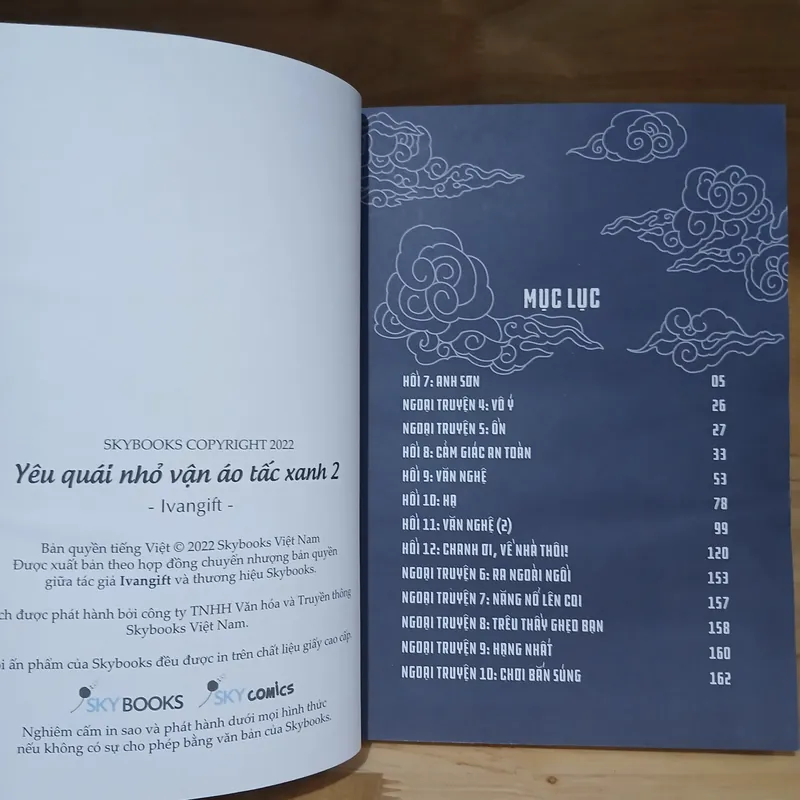 SKYBOOKS COPYRIGHT 2022
Yêu quái nhỏ vận áo tấc xanh 2
- Ivangift -
Bản quyền tiếng Việt © 2022 Skybooks Việt Nam
Được xuất bản theo hợp đồng chuyển nhượng bản quyền
giữa tác giả Ivangift và thương hiệu Skybooks.
ch được phát hành bởi công ty TNHH Văn hóa và Truyền thông
Skybooks Việt Nam.
i ấn phẩm của Skybooks đều được in trên chất liệu giấy cao cấp.
SKYBOOKS SKYCOMICS
Nghiêm cấm in sao và phát hành dưới mọi hình thức
nếu không có sự cho phép bằng văn bản của Skybooks.
MỤC LỤC
HỒI 7: ANH SƠN 05
NGOẠI TRUYỆN 4: VÔ Ý 26
NGOẠI TRUYỆN 5: ỒN 27
HỒI 8: CẢM GIÁC AN TOÀN 33
HỒI 9: VĂN NGHỆ 53
HỒI 10: HẠ 78
HỒI 11: VĂN NGHỆ (2) 99
HỒI 12: CHANH ƠI, VỀ NHÀ THÔI! 120
NGOẠI TRUYỆN 6: RA NGOÀI NGỒI 153
NGOẠI TRUYỆN 7: NĂNG NỔ LÊN COI 157
NGOẠI TRUYỆN 8: TRÊU THẦY GHẸO BẠN 158
NGOẠI TRUYỆN 9: HẠNG NHẤT 160
NGOẠI TRUYỆN 10: CHƠI BẮN SÚNG 162